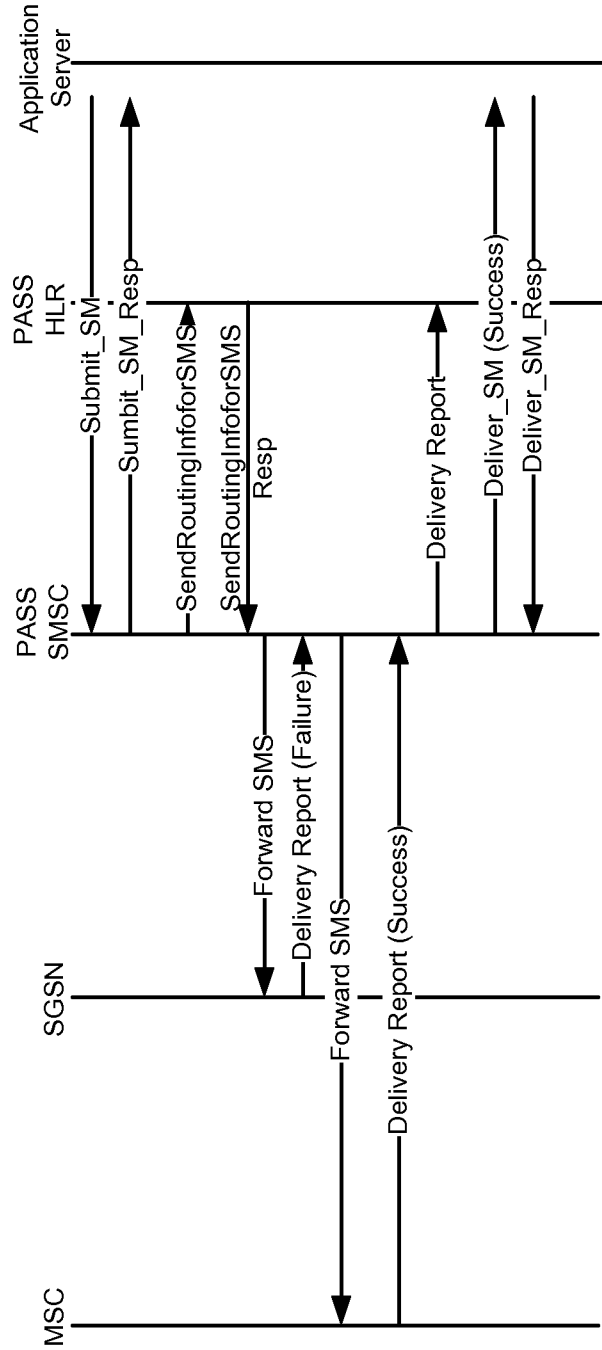 MSC
SGSN
PASS
SMSC
PASS
HLR
Application
Server
Submit_SM
Sumbit_SM_Resp
SendRoutingInfoforSMS
SendRoutingInfoforSMS
Resp
Forward SMS
Delivery Report (Failure)
Forward SMS
Delivery Report (Success)
Delivery Report
Deliver_SM (Success)
Deliver_SM_Resp